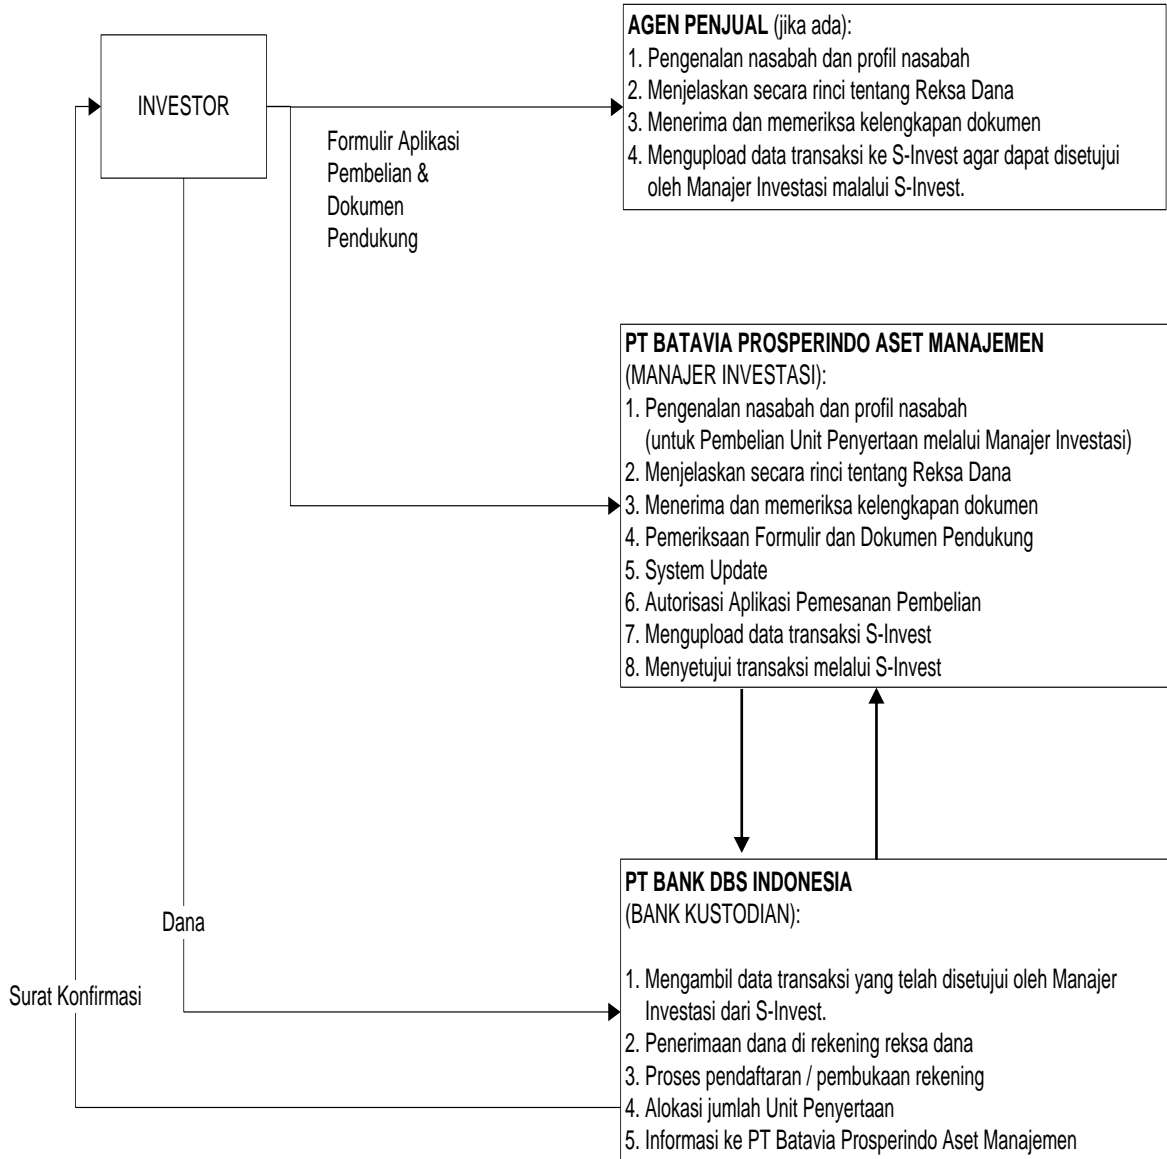 AGEN PENJUAL (jika ada):
1. Pengenalan nasabah dan profil nasabah
2. Menjelaskan secara rinci tentang Reksa Dana
3. Menerima dan memeriksa kelengkapan dokumen
4. Mengupload data transaksi ke S-Invest agar dapat disetujui
oleh Manajer Investasi malalui S-Invest.
INVESTOR
Formulir Aplikasi
Pembelian &
Dokumen
Pendukung
PT BATAVIA PROSPERINDO ASET MANAJEMEN
(MANAJER INVESTASI):
1. Pengenalan nasabah dan profil nasabah
(untuk Pembelian Unit Penyertaan melalui Manajer Investasi)
2. Menjelaskan secara rinci tentang Reksa Dana
3. Menerima dan memeriksa kelengkapan dokumen
4. Pemeriksaan Formulir dan Dokumen Pendukung
5. System Update
6. Autorisasi Aplikasi Pemesanan Pembelian
7. Mengupload data transaksi S-Invest
8. Menyetujui transaksi melalui S-Invest
PT BANK DBS INDONESIA
(BANK KUSTODIAN):
1. Mengambil data transaksi yang telah disetujui oleh Manajer
Investasi dari S-Invest.
2. Penerimaan dana di rekening reksa dana
3. Proses pendaftaran / pembukaan rekening
4. Alokasi jumlah Unit Penyertaan
5. Informasi ke PT Batavia Prosperindo Aset Manajemen
Dana
Surat Konfirmasi